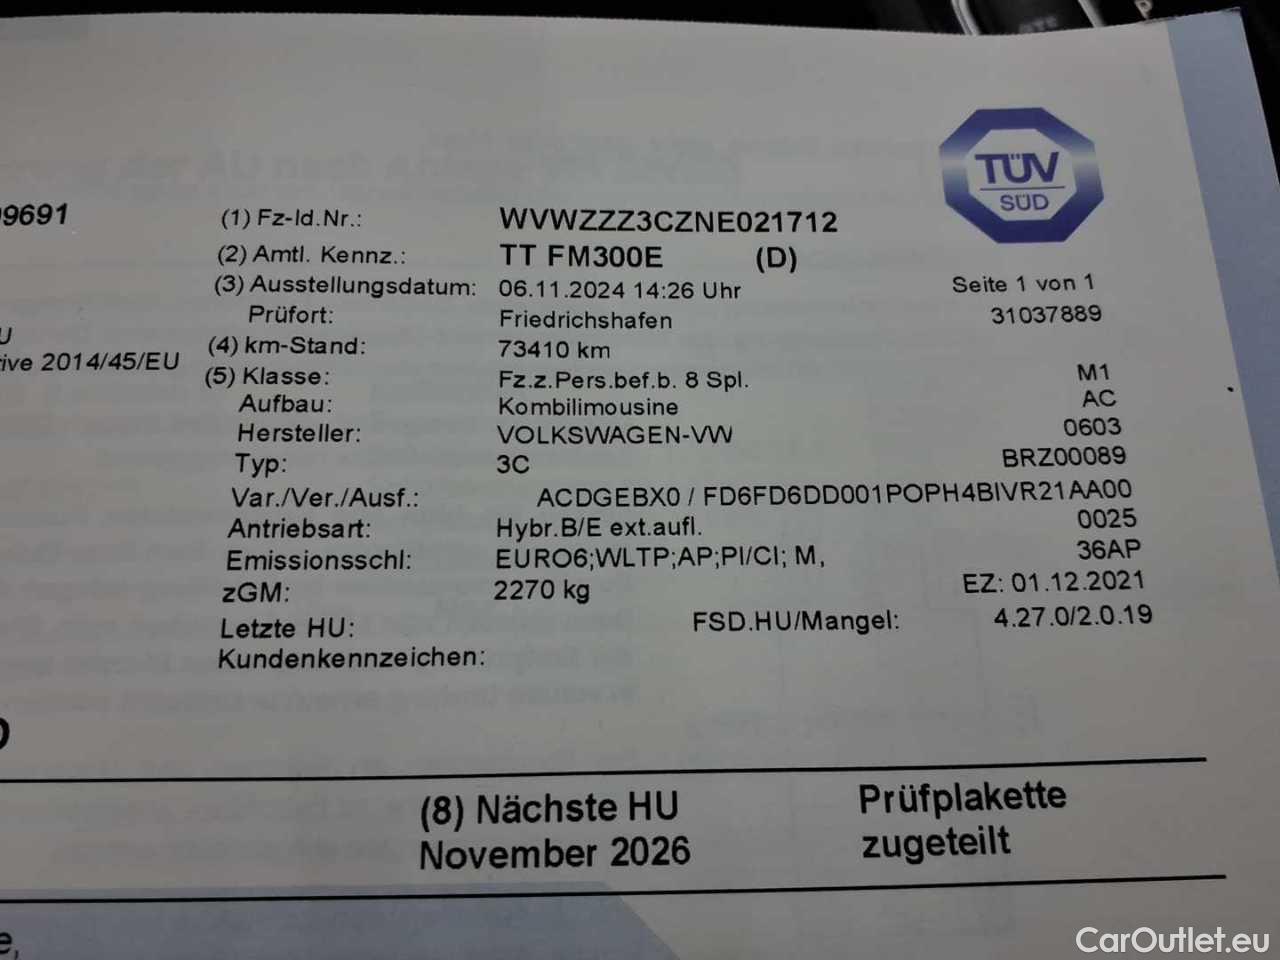 TÜV
SÜD
9691
(1) Fz-Id.Nr.: WVWZZZ3CZNE021712
(2) Amtl. Kennz.: TT FM300E (D)
(3) Ausstellungsdatum: 06.11.2024 14:26 Uhr Seite 1 von 1
Prüfort: Friedrichshafen 31037889
(4) km-Stand: 73410 km
2014/45/EU
(5) Klasse: Fz.z.Pers.bef.b. 8 Spl. M1
Aufbau: Kombilimousine AC
Hersteller: VOLKSWAGEN-VW 0603
Typ: 3C BRZ00089
Var./Ver./Ausf.: ACDGEBX0 / FD6FD6DD001POPH4BIVR21AA00
Antriebsart: Hybr.B/E ext.aufl. 0025
Emissionsschl: EURO6;WLTP;AP;PI/CI; M, 36AP
zGM: 2270 kg EZ: 01.12.2021
Letzte HU: FSD.HU/Mangel: 4.27.0/2.0.19
Kundenkennzeichen:
(8) Nächste HU Prüfplakette
November 2026 zugeteilt
CarOutlet.eu